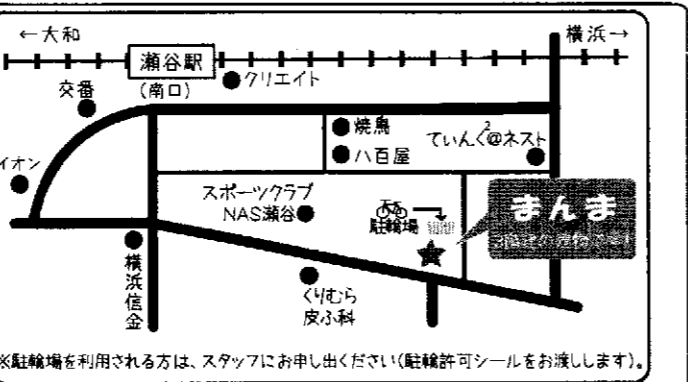 ←大和
横浜→
瀬谷駅
(南口)
クリエイト
交番
焼鳥
八百屋
てぃんく²@ネスト
イオン
スポーツクラブ
NAS瀬谷
駐輪場
まんま
横浜信金
くりむら
皮ふ科
※駐輪場を利用される方は、スタッフにお申し出ください(駐輪許可シールをお渡しします)。